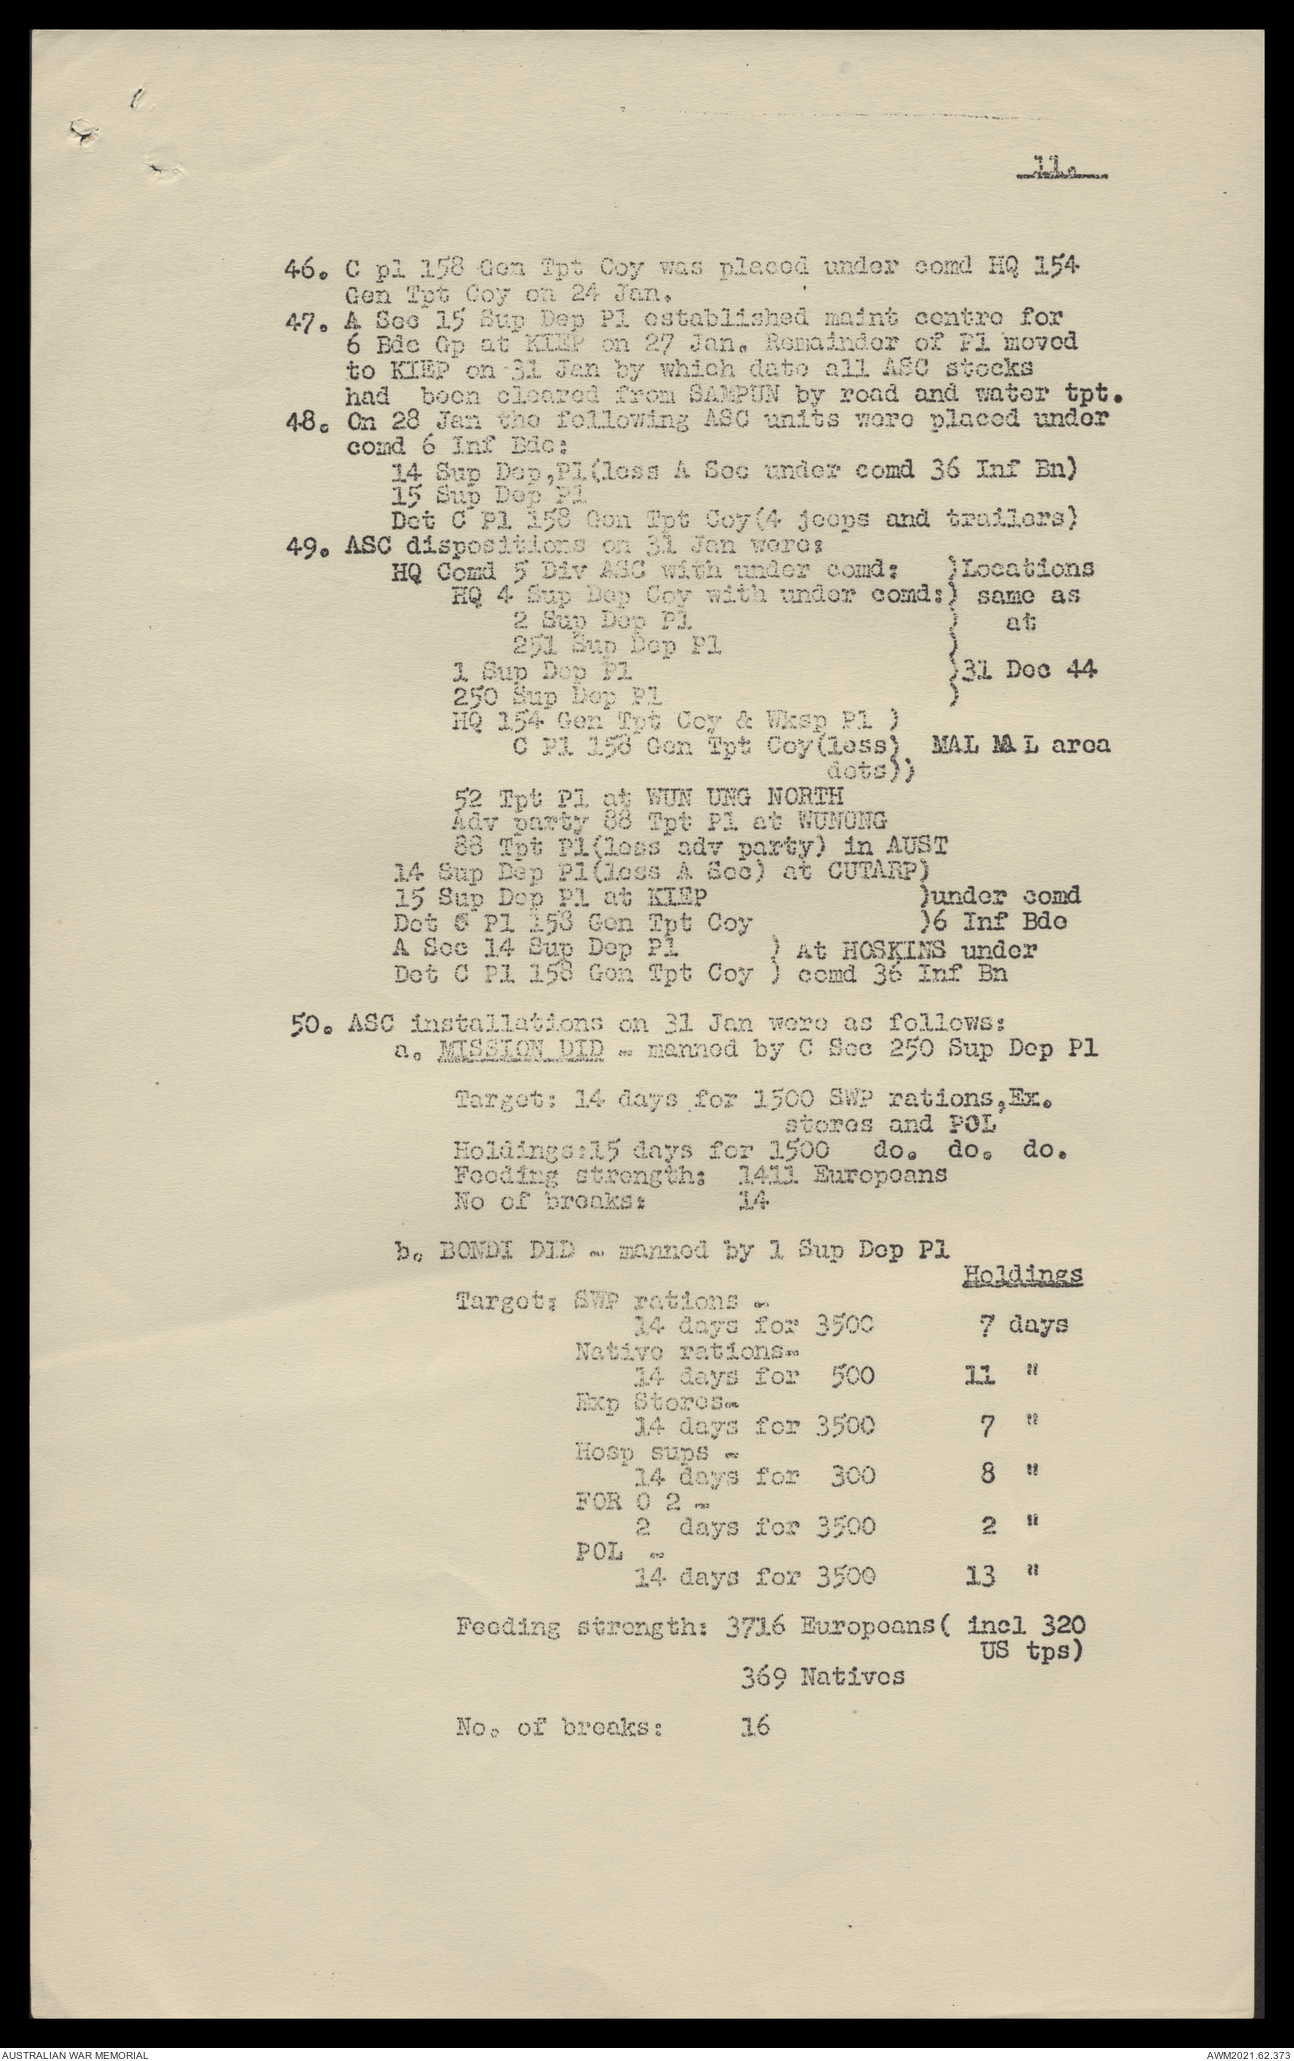 11.
46. C pl 158 Gen Tpt Coy was placed under comd HQ 154
Gen Tpt Coy on 24 Jan.
47. A Sec 15 Sup Dep Pl established maint centre for
6 Bde Gp at KIEP on 27 Jan. Remainder of Pl moved
to KIEP on 31 Jan by which date all ASC stocks
had been cleared from SAMPUN by road and water tpt.
48. On 28 Jan the following ASC units were placed under
comd 6 Inf Bde:
14 Sup Dep,Pl(less A Sec under comd 36 Inf Bn)
15 Sup Dep Pl
Det C Pl 158 Gen Tpt Coy(4 jeeps and trailers)
49. ASC dispositions on 31 Jan were:
HQ Comd 5 Div ASC with under comd: )Locations
HQ 4 Sup Dep Coy with under comd:) same as
2 Sup Dep Pl ) at
251 Sup Dep Pl )
1 Sup Dep Pl )31 Dec 44
250 Sup Dep Pl )
HQ 154 Gen Tpt Coy & Wksp Pl )
C Pl 158 Gen Tpt Coy(less) MAL MAL area
dets))
52 Tpt Pl at WUN UNG NORTH
Adv party 88 Tpt Pl at WUNUNG
88 Tpt Pl(less adv party) in AUST
14 Sup Dep Pl(less A Sec) at CUTARP)
15 Sup Dep Pl at KIEP )under comd
Det C Pl 158 Gen Tpt Coy )6 Inf Bde
A Sec 14 Sup Dep Pl ) At HOSKINS under
Det C Pl 158 Gen Tpt Coy ) comd 36 Inf Bn
50. ASC installations on 31 Jan were as follows:
a. MISSION DID - manned by C Sec 250 Sup Dep Pl
Target: 14 days for 1500 SWP rations,Ex.
stores and POL
Holdings:15 days for 1500 do. do. do.
Feeding strength: 1411 Europeans
No of breaks: 14
b. BONDI DID - manned by 1 Sup Dep Pl
Holdings
Target: SWP rations -
14 days for 3500 7 days
Native rations-
14 days for 500 11 "
Exp Stores-
14 days for 3500 7 "
Hosp sups -
14 days for 300 8 "
FOR O 2 -
2 days for 3500 2 "
POL -
14 days for 3500 13 "
Feeding strength: 3716 Europeans( incl 320
US tps)
369 Natives
No. of breaks: 16
AUSTRALIAN WAR MEMORIAL AWM2021.62.373